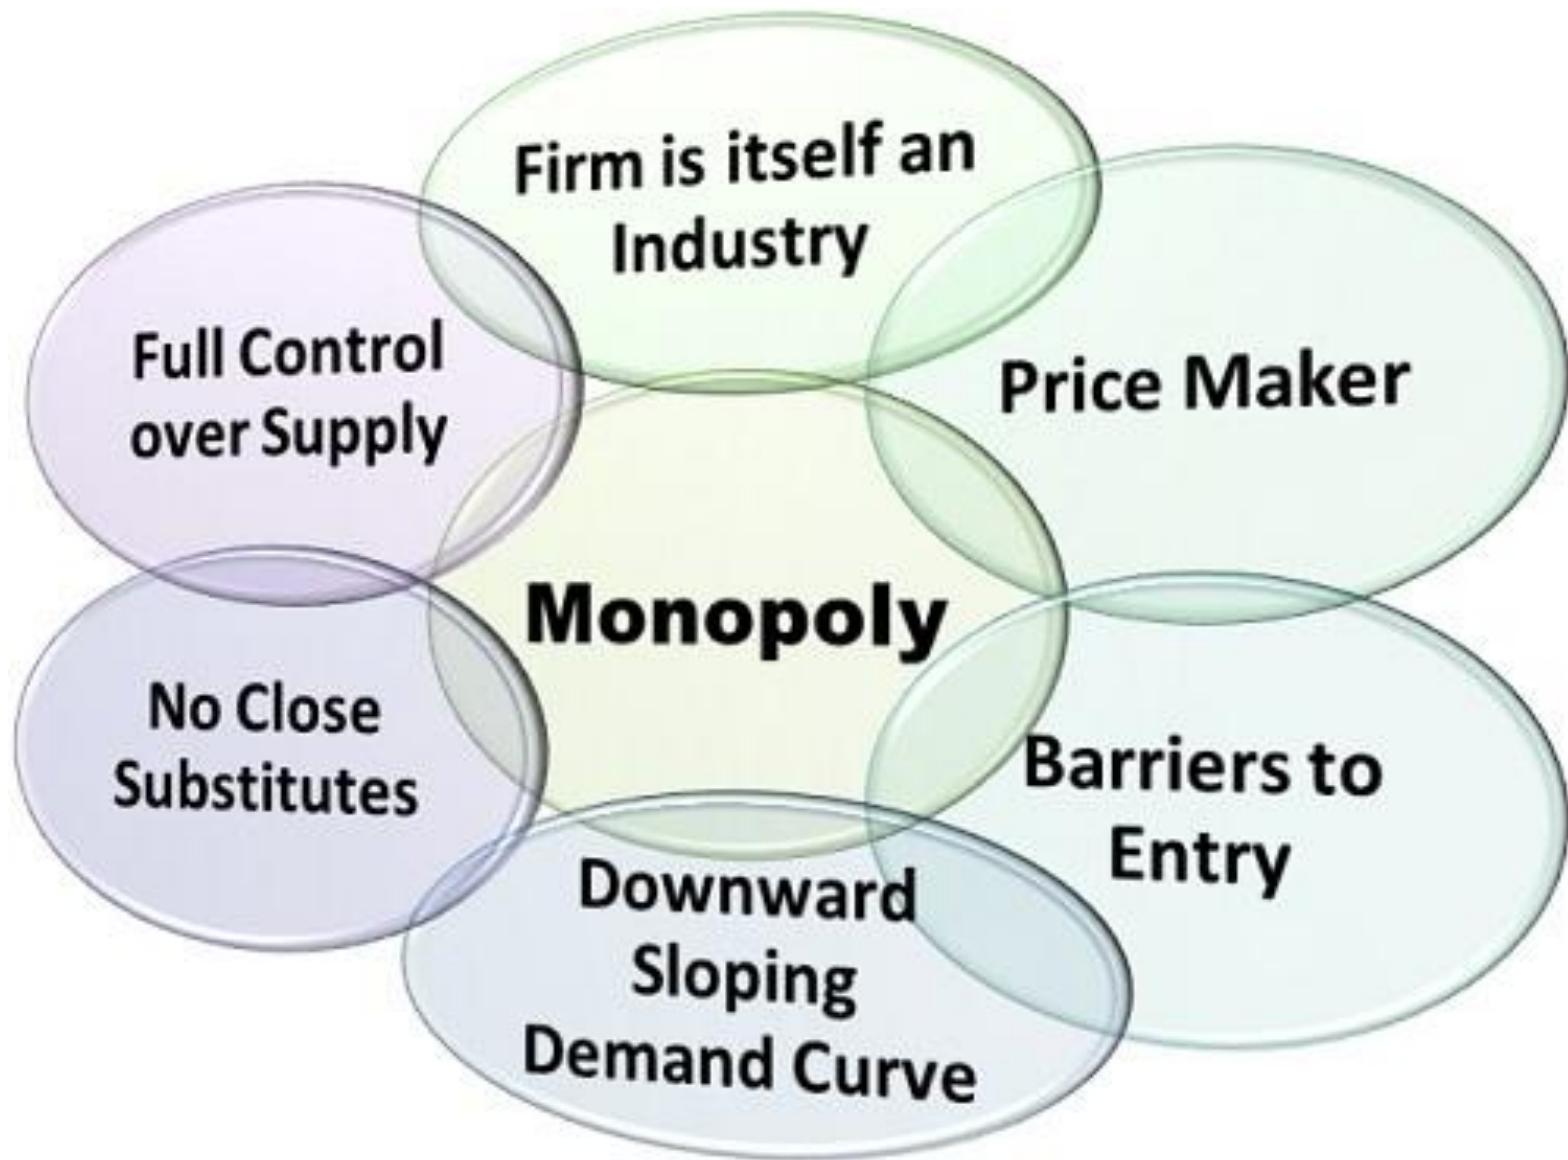 Firm is itself an
Industry
Price Maker
Barriers to
Entry
Downward
Sloping
Demand Curve
No Close
Substitutes
Full Control
over Supply
Monopoly